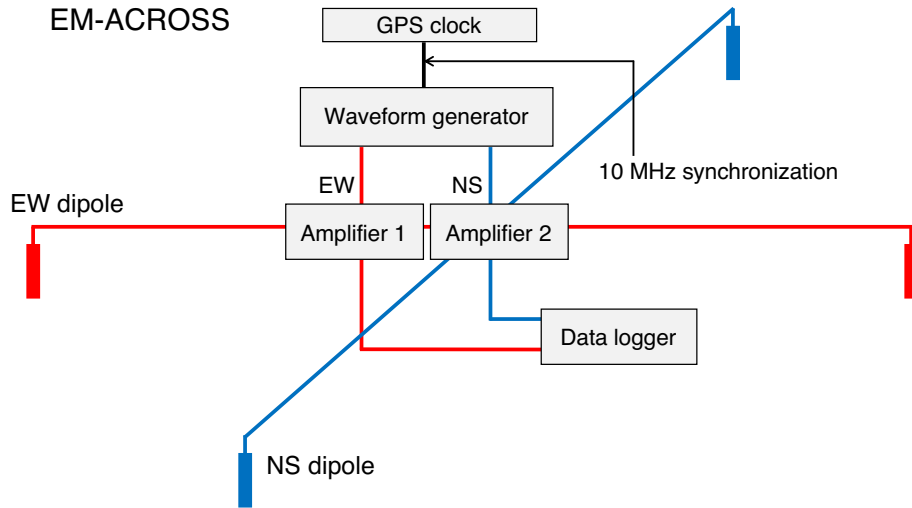 EM-ACROSS
GPS clock
Waveform generator
10 MHz synchronization
EW
NS
EW dipole
Amplifier 1
Amplifier 2
Data logger
NS dipole